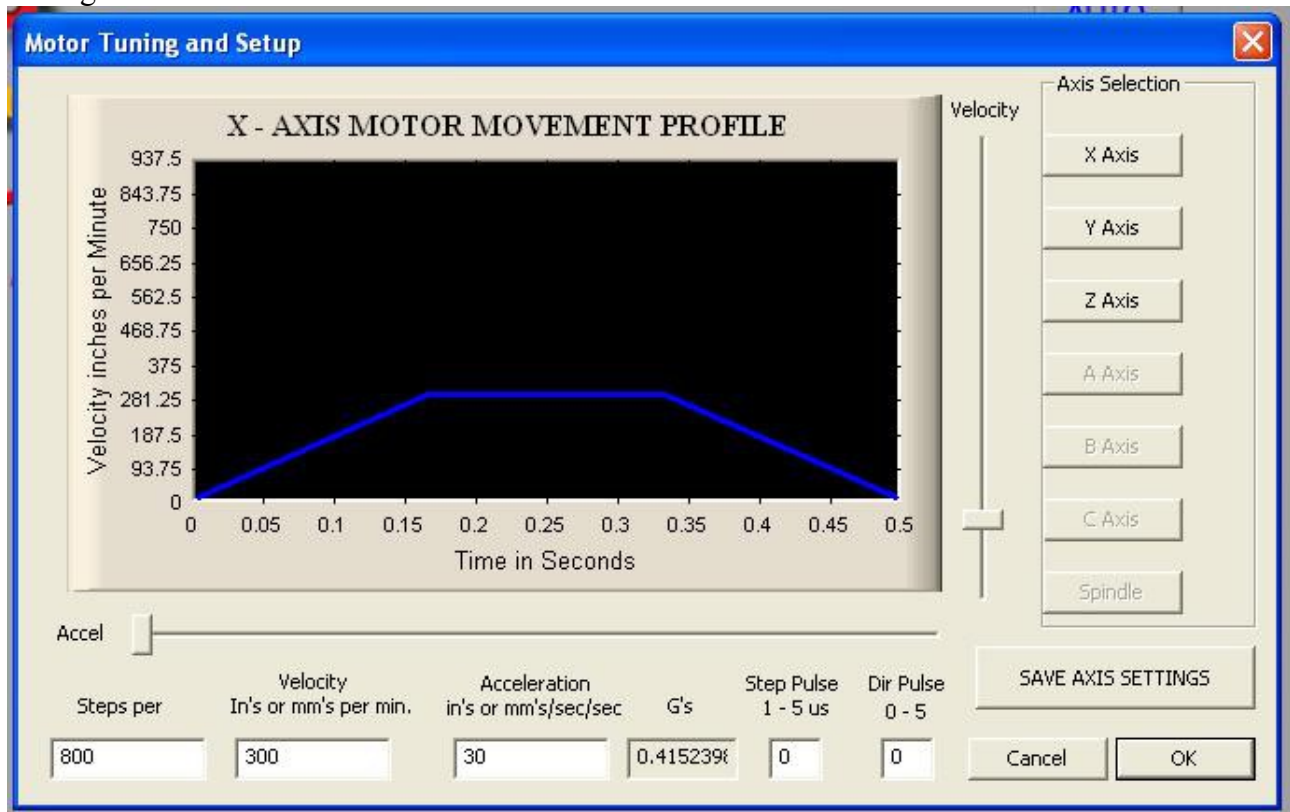 Motor Tuning and Setup
X - AXIS MOTOR MOVEMENT PROFILE
Velocity inches per Minute
937.5
843.75
750
656.25
562.5
468.75
375
281.25
187.5
93.75
0
0 0.05 0.1 0.15 0.2 0.25 0.3 0.35 0.4 0.45 0.5
Time in Seconds
Velocity
Axis Selection
X Axis
Y Axis
Z Axis
A Axis
B Axis
C Axis
Spindle
Accel
Steps per
800
Velocity
In's or mm's per min.
300
Acceleration
in's or mm's/sec/sec
30
G's
0.415239
Step Pulse
1 - 5 us
0
Dir Pulse
0 - 5
0
SAVE AXIS SETTINGS
Cancel
OK